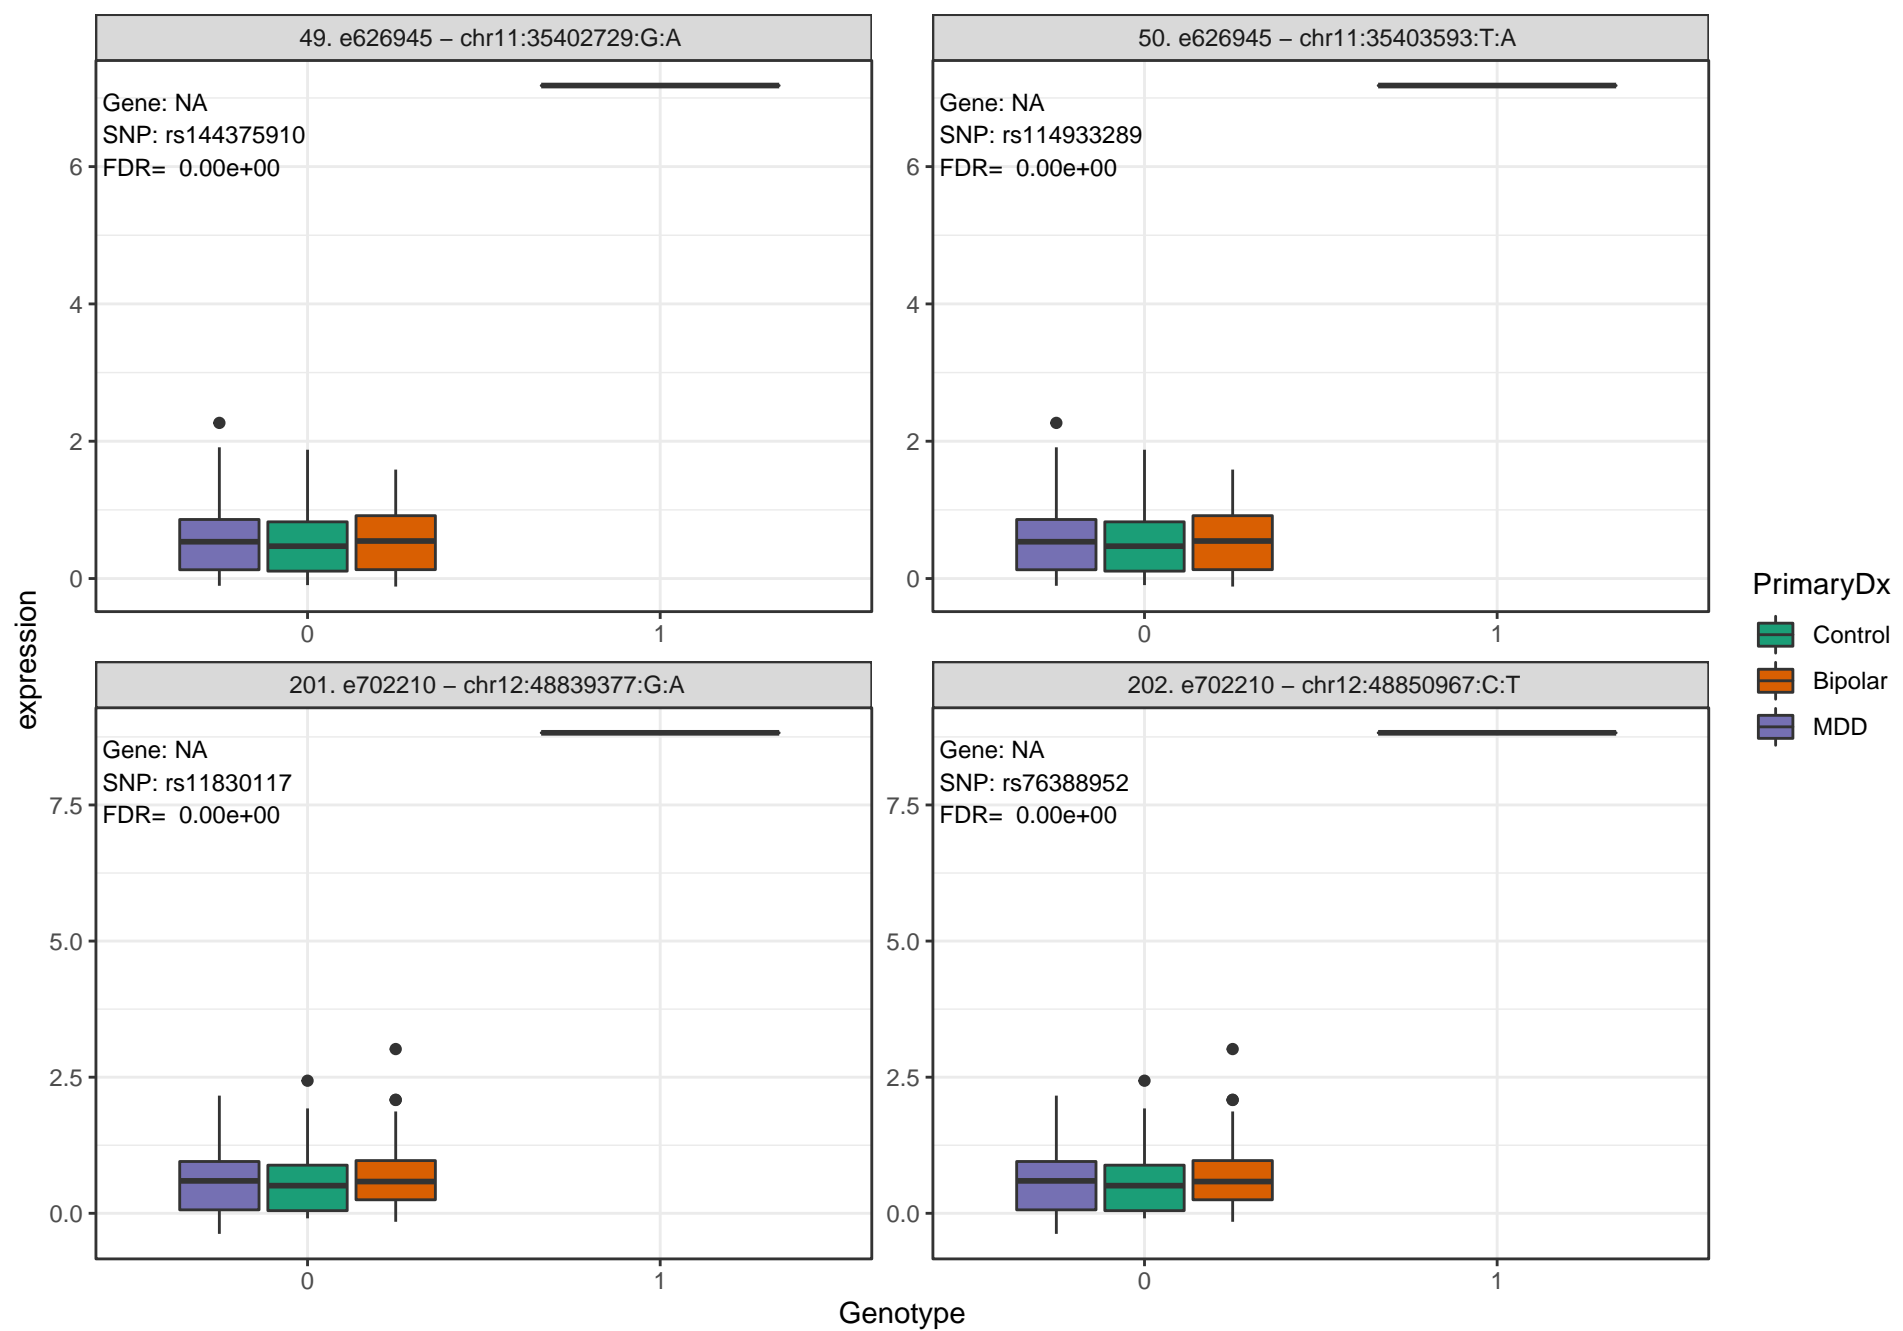 49. e626945 – chr11:35402729:G:A
Gene: NA
SNP: rs144375910
FDR=  0.00e+00
6
4
2
0
0
1
50. e626945 – chr11:35403593:T:A
Gene: NA
SNP: rs114933289
FDR=  0.00e+00
6
4
2
0
0
1
201. e702210 – chr12:48839377:G:A
Gene: NA
SNP: rs11830117
FDR=  0.00e+00
7.5
5.0
2.5
0.0
0
1
202. e702210 – chr12:48850967:C:T
Gene: NA
SNP: rs76388952
FDR=  0.00e+00
7.5
5.0
2.5
0.0
0
1
expression
Genotype
PrimaryDx
Control
Bipolar
MDD